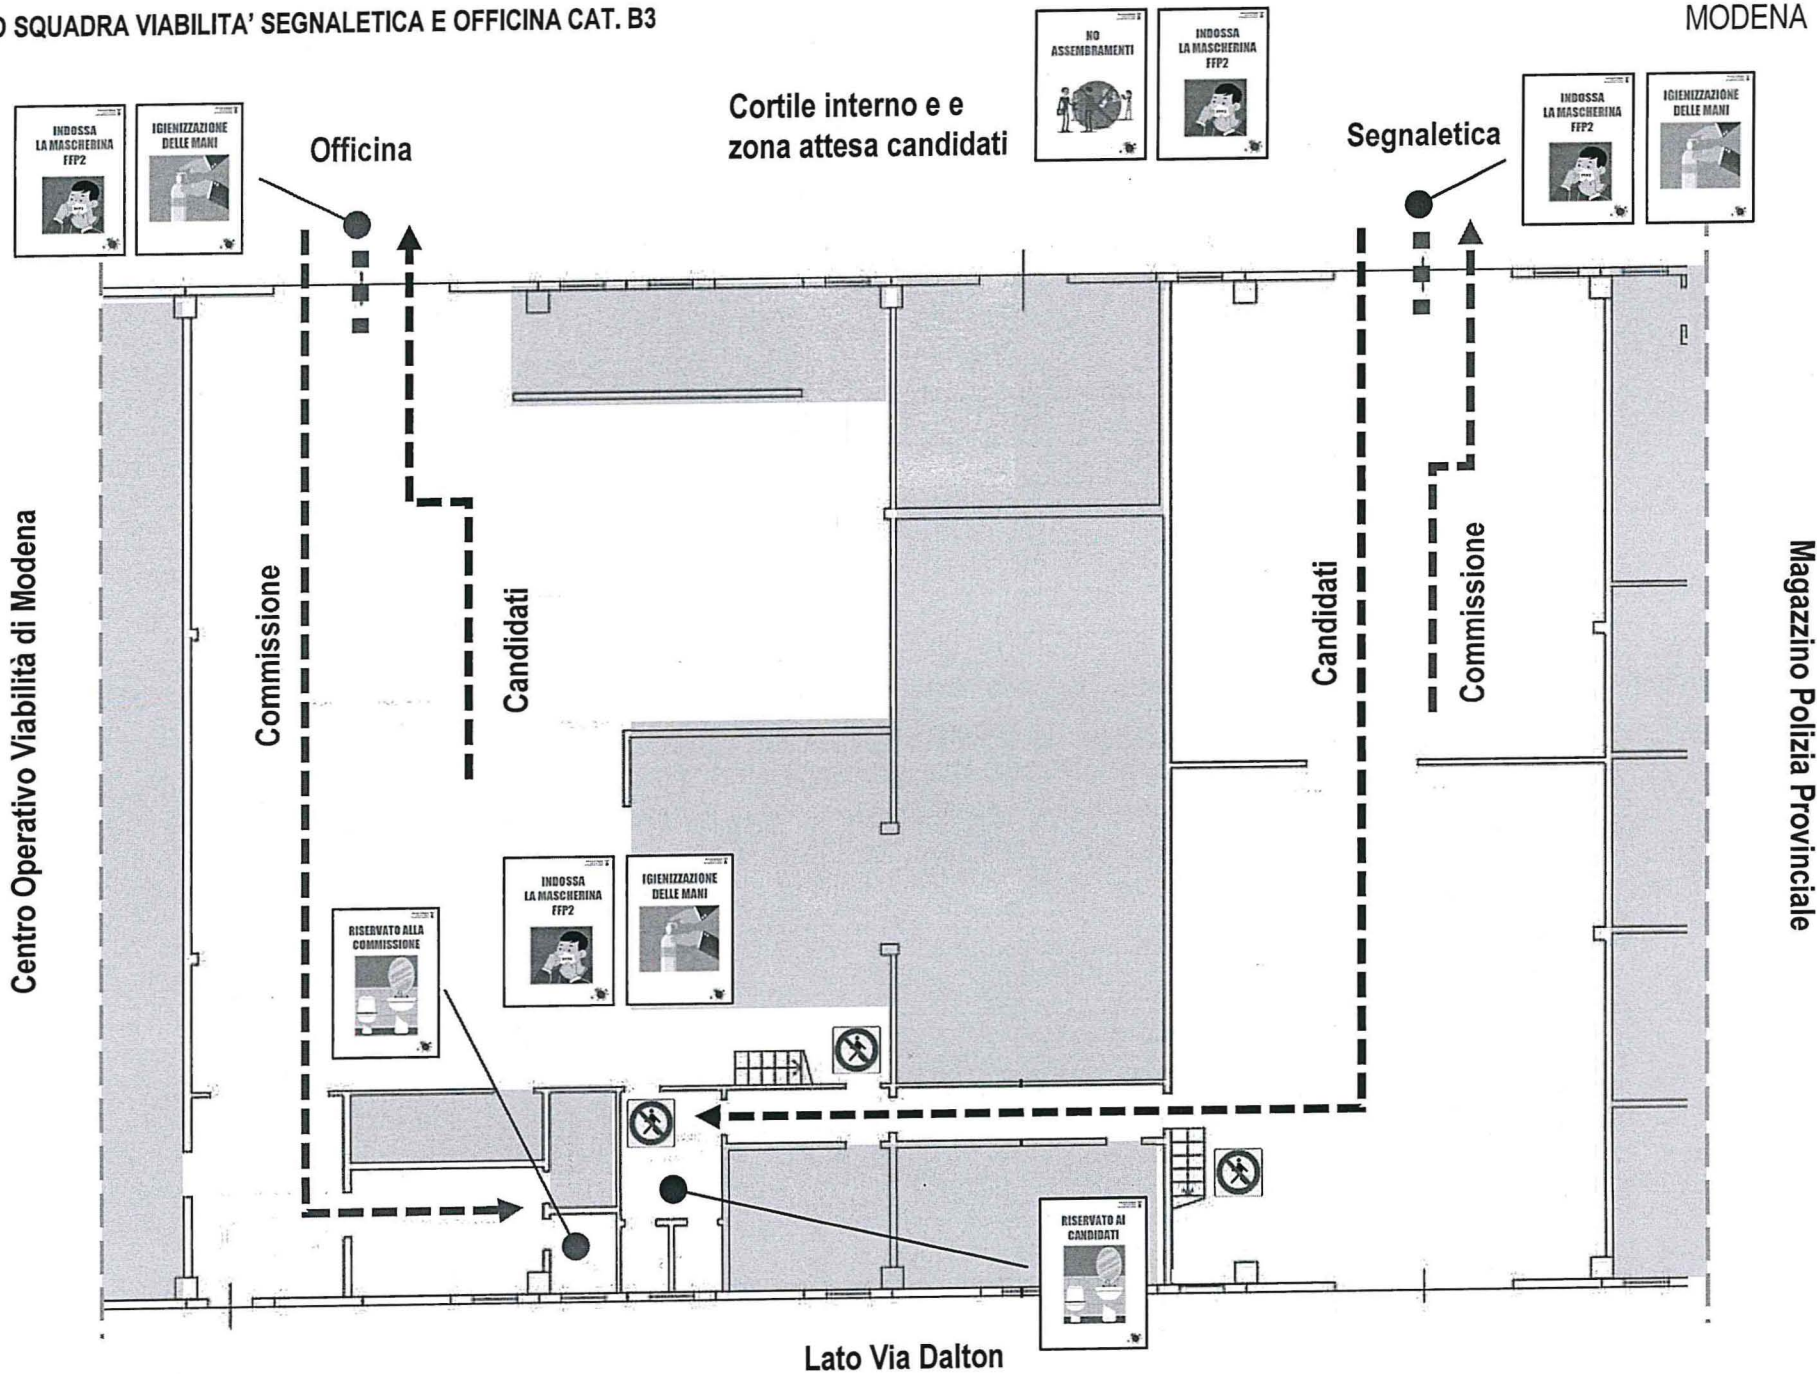 SQUADRA VIABILITA' SEGNALETICA E OFFICINA CAT. B3
MODENA
NO
ASSEMBRAMENTI
INDOSSA
LA MASCHERINA
FFP2
INDOSSA
LA MASCHERINA
FFP2
IGIENIZZAZIONE
DELLE MANI
Officina
Cortile interno e e
zona attesa candidati
Segnaletica
INDOSSA
LA MASCHERINA
FFP2
IGIENIZZAZIONE
DELLE MANI
Centro Operativo Viabilità di Modena
Commissione
Candidati
Candidati
Commissione
Magazzino Polizia Provinciale
INDOSSA
LA MASCHERINA
FFP2
IGIENIZZAZIONE
DELLE MANI
RISERVATO ALLA
COMMISSIONE
RISERVATO AI
CANDIDATI
Lato Via Dalton